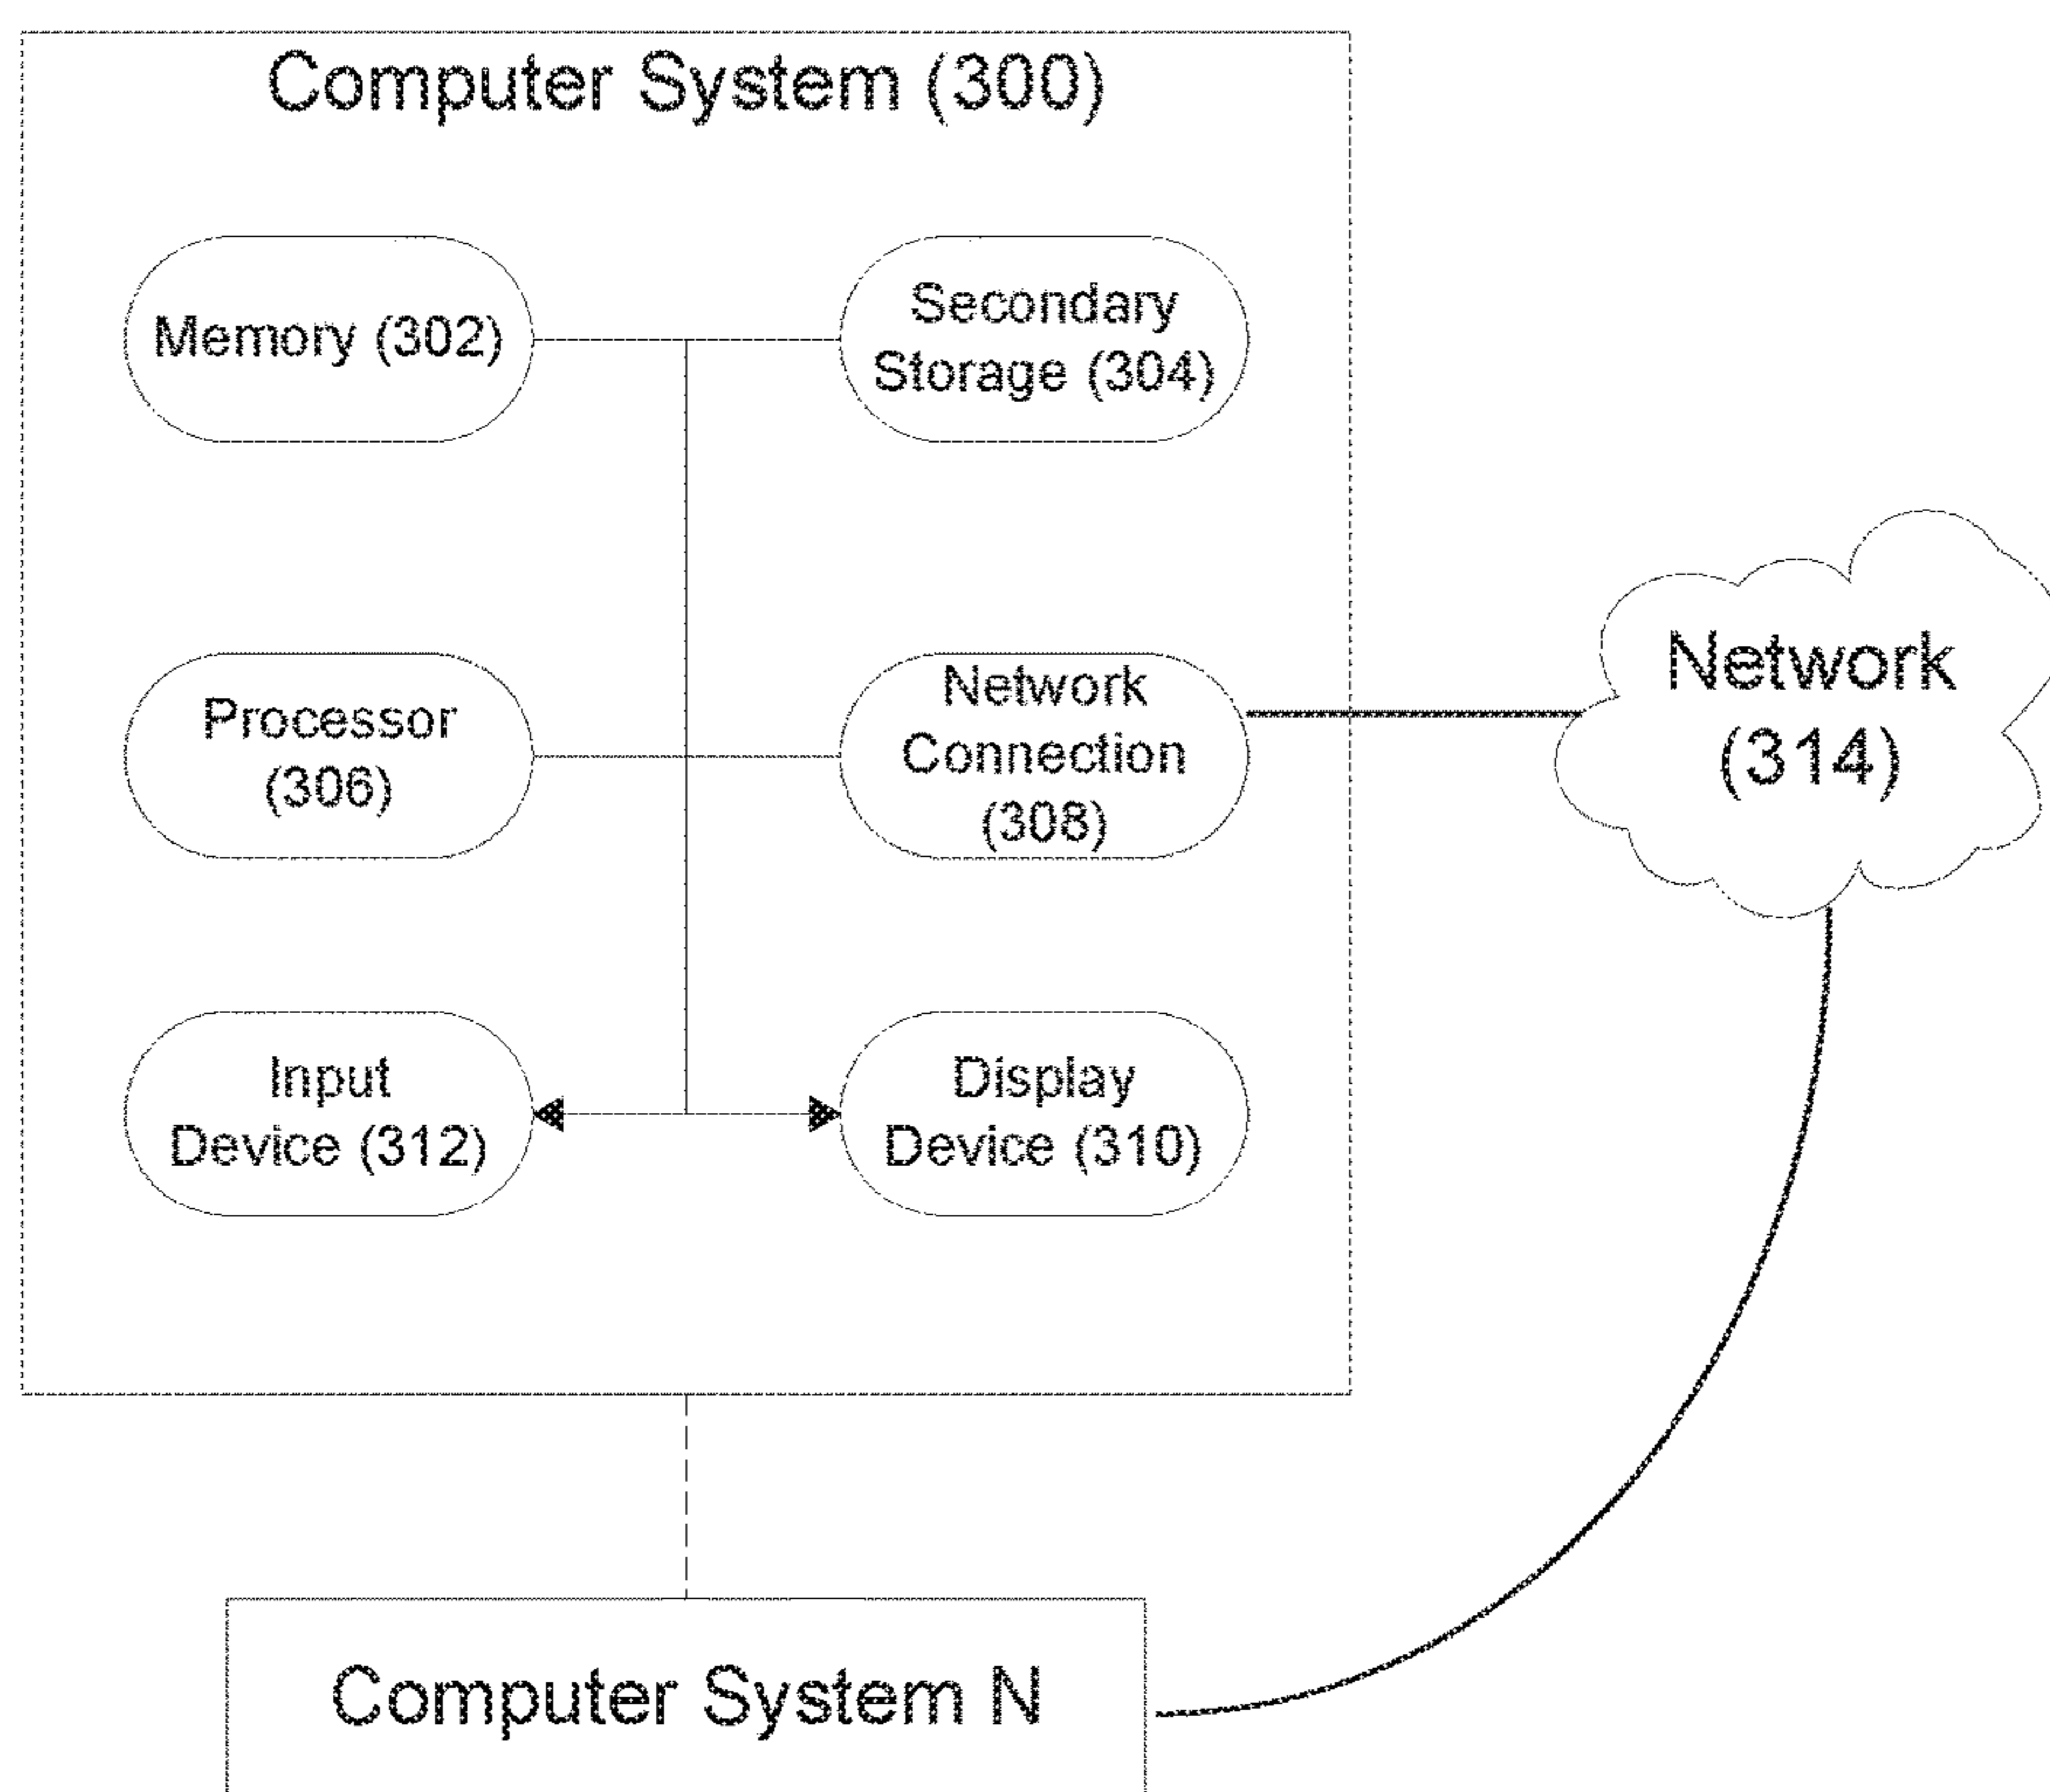 Computer System (300)
Memory (302)
Secondary
Storage (304)
Processor
(306)
Network
Connection
(308)
Network
(314)
Input
Device (312)
Display
Device (310)
Computer System N